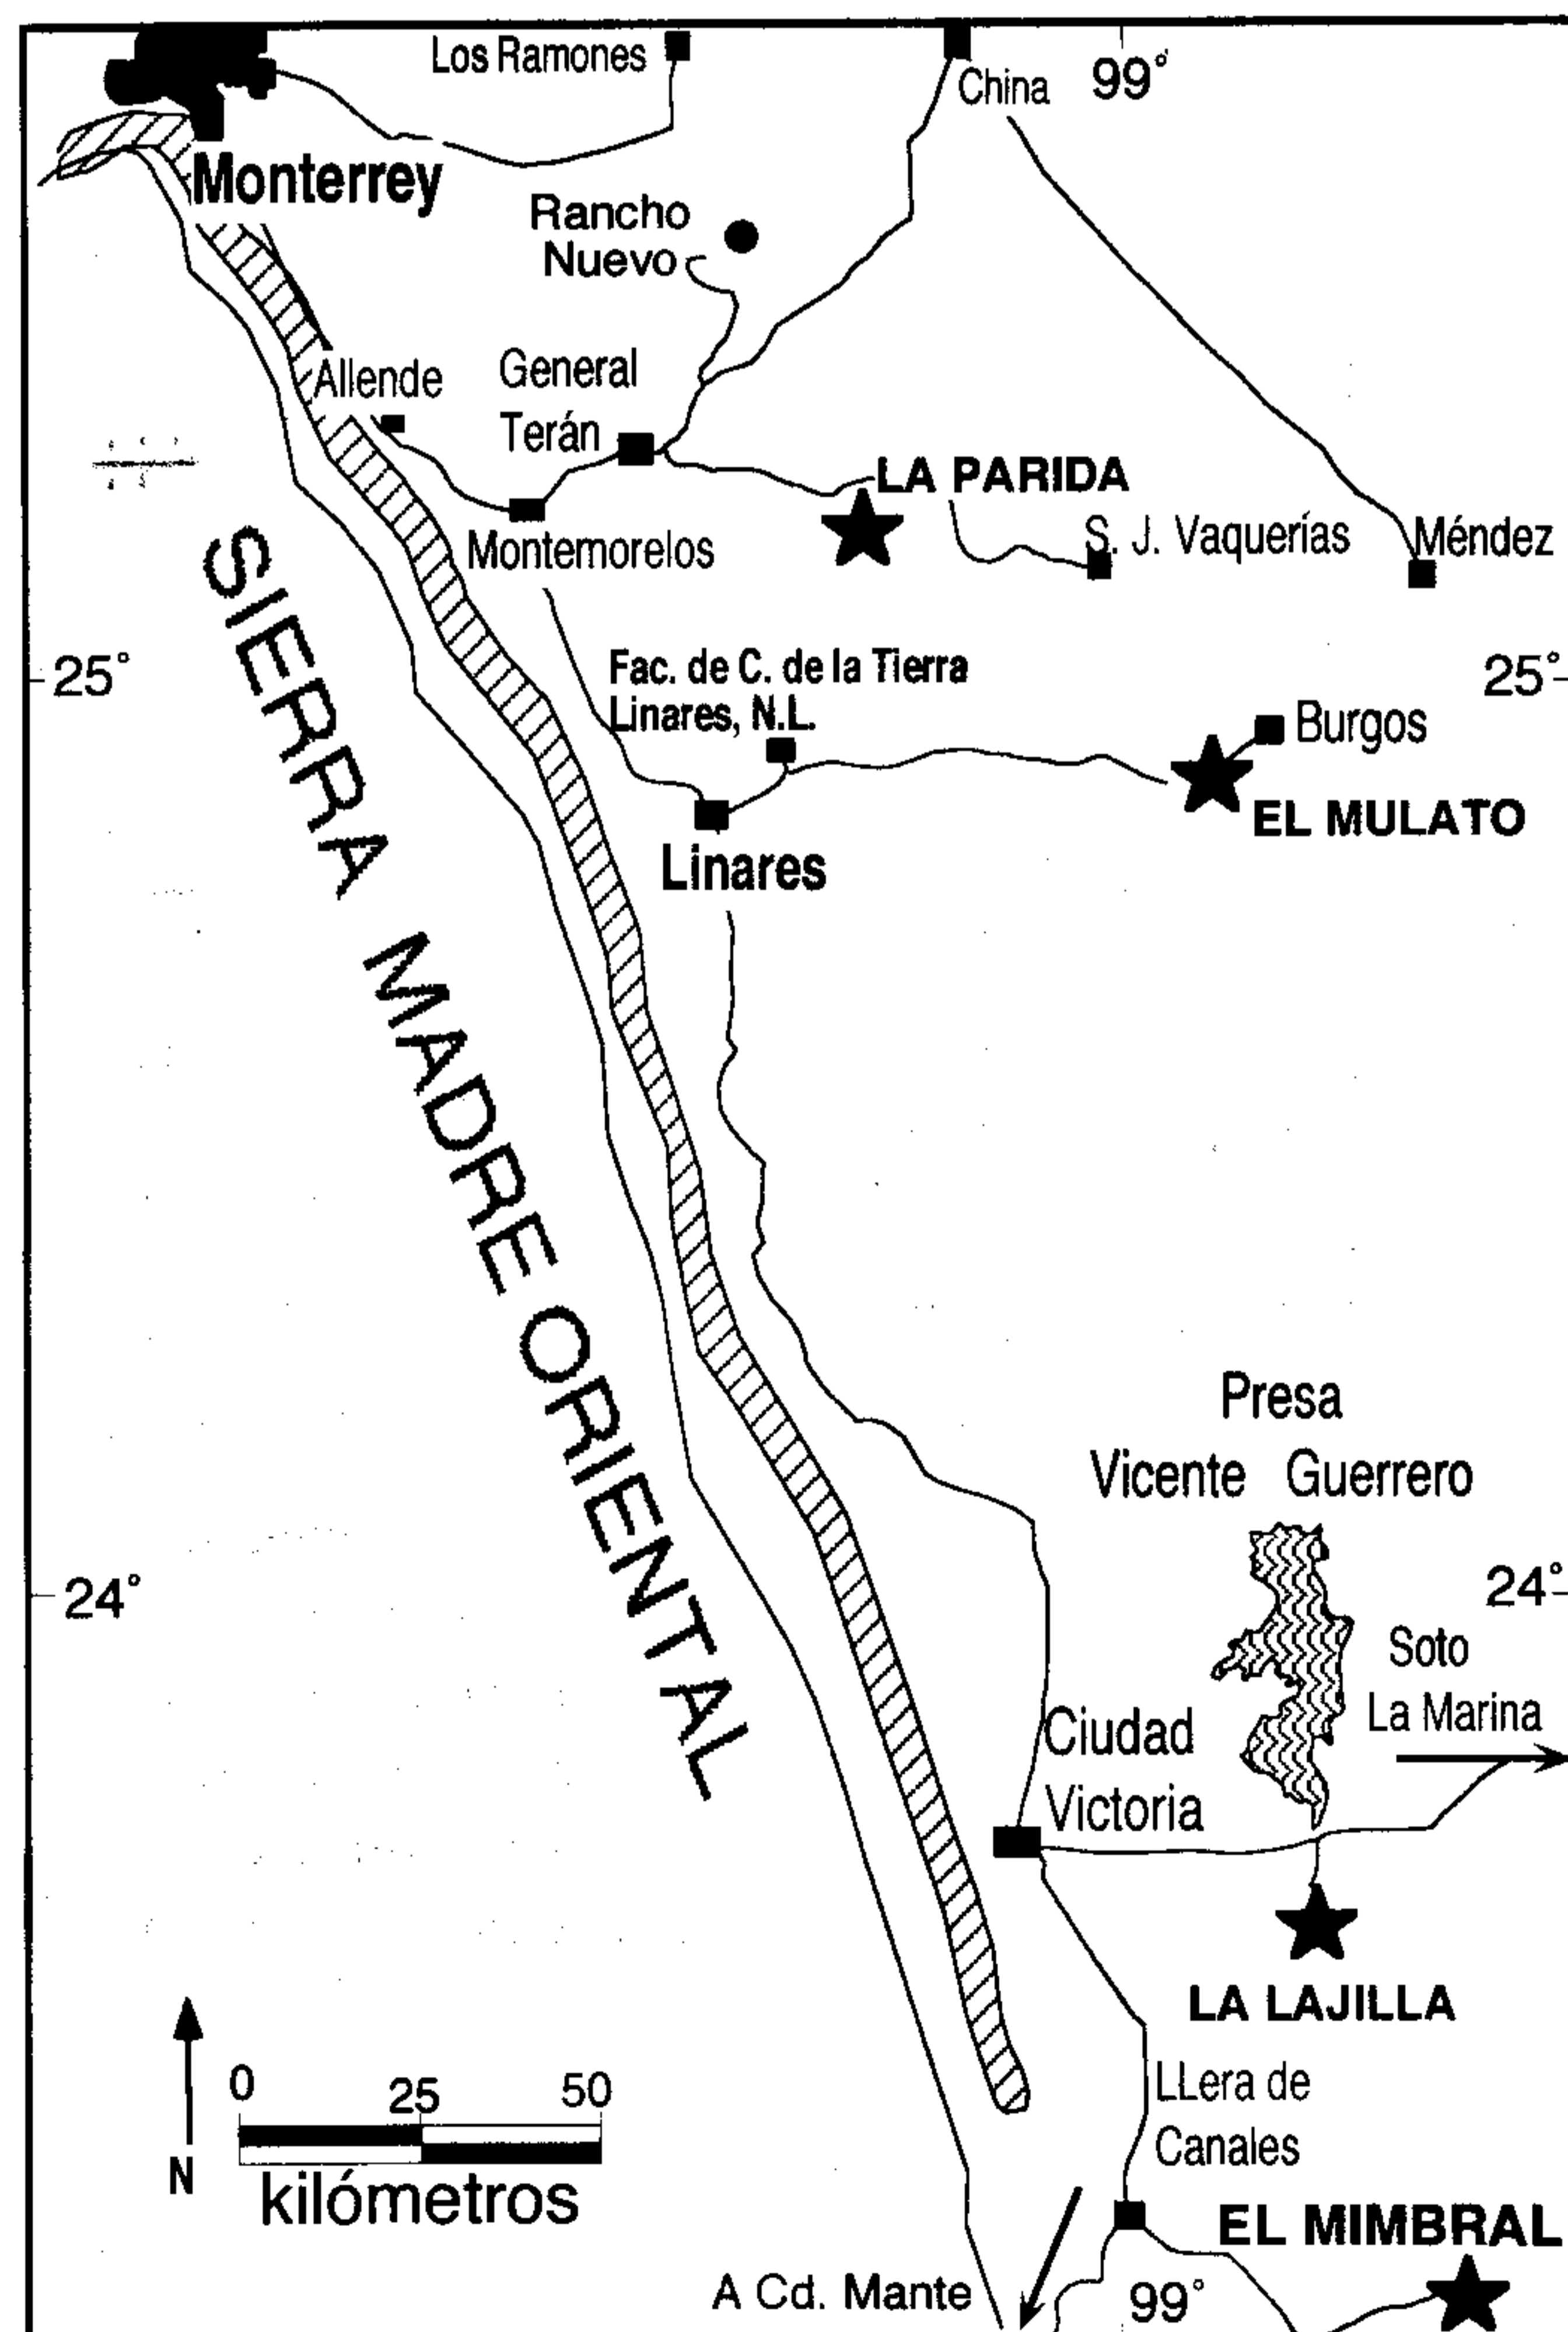 Los Ramones
China
99°
Monterrey
Rancho
Nuevo
Allende
General
Terán
LA PARIDA
Montemorelos
S. J. Vaquerías
Méndez
25°
Fac. de C. de la Tierra
Linares, N.L.
25°
Burgos
EL MULATO
Linares
SIERRA MADRE ORIENTAL
Presa
Vicente Guerrero
24°
24°
Soto
La Marina
Ciudad
Victoria
LA LAJILLA
0 25 50
kilómetros
N
LLera de
Canales
EL MIMBRAL
A Cd. Mante
99°